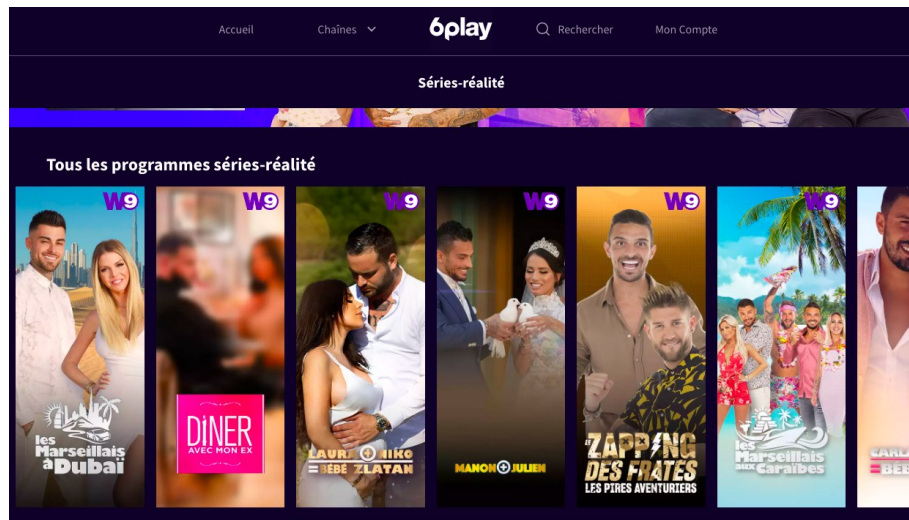 Accueil
Chaînes
6play
Rechercher
Mon Compte
Séries-réalité
Tous les programmes séries-réalité
W9
W9
W9
W9
W9
W9
les
Marseillais
à Dubaï
DîNER
AVEC MON EX
LAURA + NIKO
= BÉBÉ ZLATAN
MANON + JULIEN
LE ZAPPING
DES FRATÉS
LES PIRES AVENTURIERS
les
Marseillais
aux Caraïbes